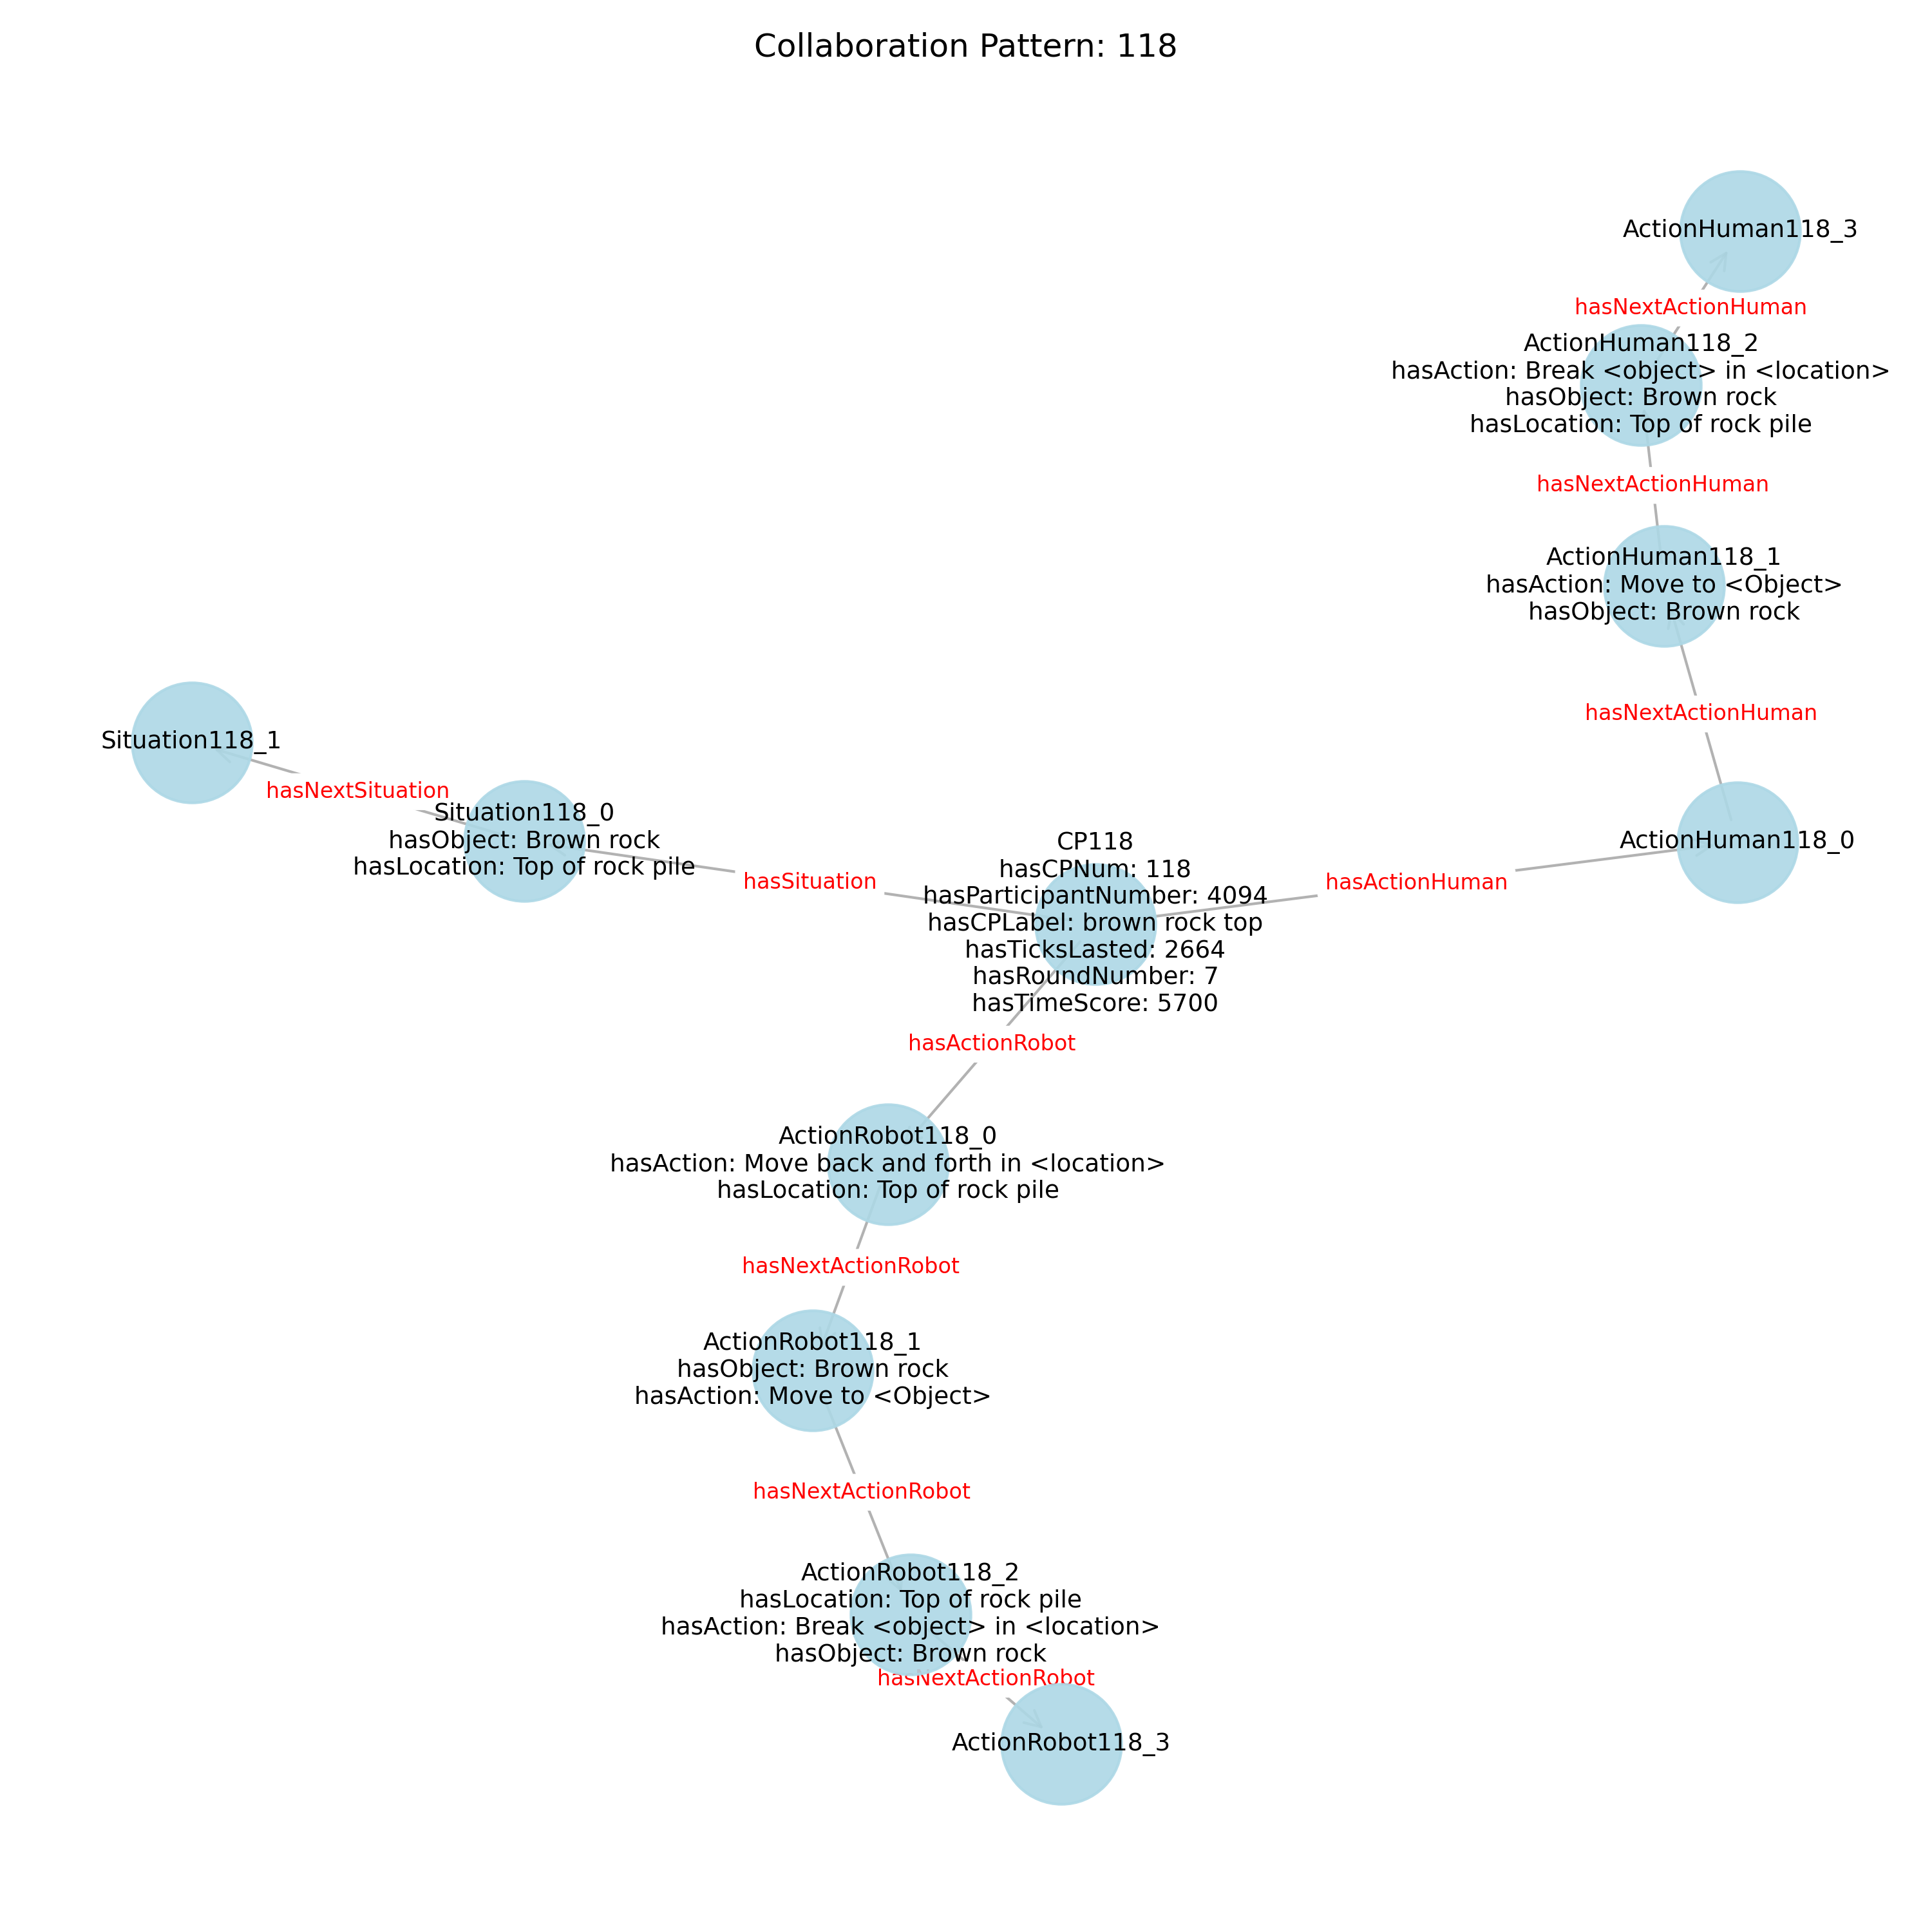 Collaboration Pattern: 118
ActionHuman118_3
hasNextActionHuman
ActionHuman118_2
hasAction: Break <object> in <location>
hasObject: Brown rock
hasLocation: Top of rock pile
hasNextActionHuman
ActionHuman118_1
hasAction: Move to <Object>
hasObject: Brown rock
hasNextActionHuman
Situation118_1
hasNextSituation
Situation118_0
hasObject: Brown rock
hasLocation: Top of rock pile
hasSituation
CP118
hasCPNum: 118
hasParticipantNumber: 4094
hasCPLabel: brown rock top
hasTicksLasted: 2664
hasRoundNumber: 7
hasTimeScore: 5700
hasActionHuman
ActionHuman118_0
hasActionRobot
ActionRobot118_0
hasAction: Move back and forth in <location>
hasLocation: Top of rock pile
hasNextActionRobot
ActionRobot118_1
hasObject: Brown rock
hasAction: Move to <Object>
hasNextActionRobot
ActionRobot118_2
hasLocation: Top of rock pile
hasAction: Break <object> in <location>
hasObject: Brown rock
hasNextActionRobot
ActionRobot118_3